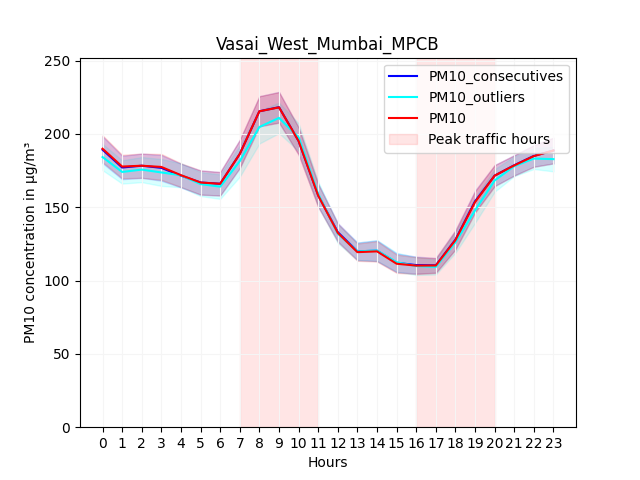 Vasai_West_Mumbai_MPCB
PM10_consecutives
PM10_outliers
PM10
Peak traffic hours
PM10 concentration in µg/m³
250
200
150
100
50
0
0 1 2 3 4 5 6 7 8 9 10 11 12 13 14 15 16 17 18 19 20 21 22 23
Hours